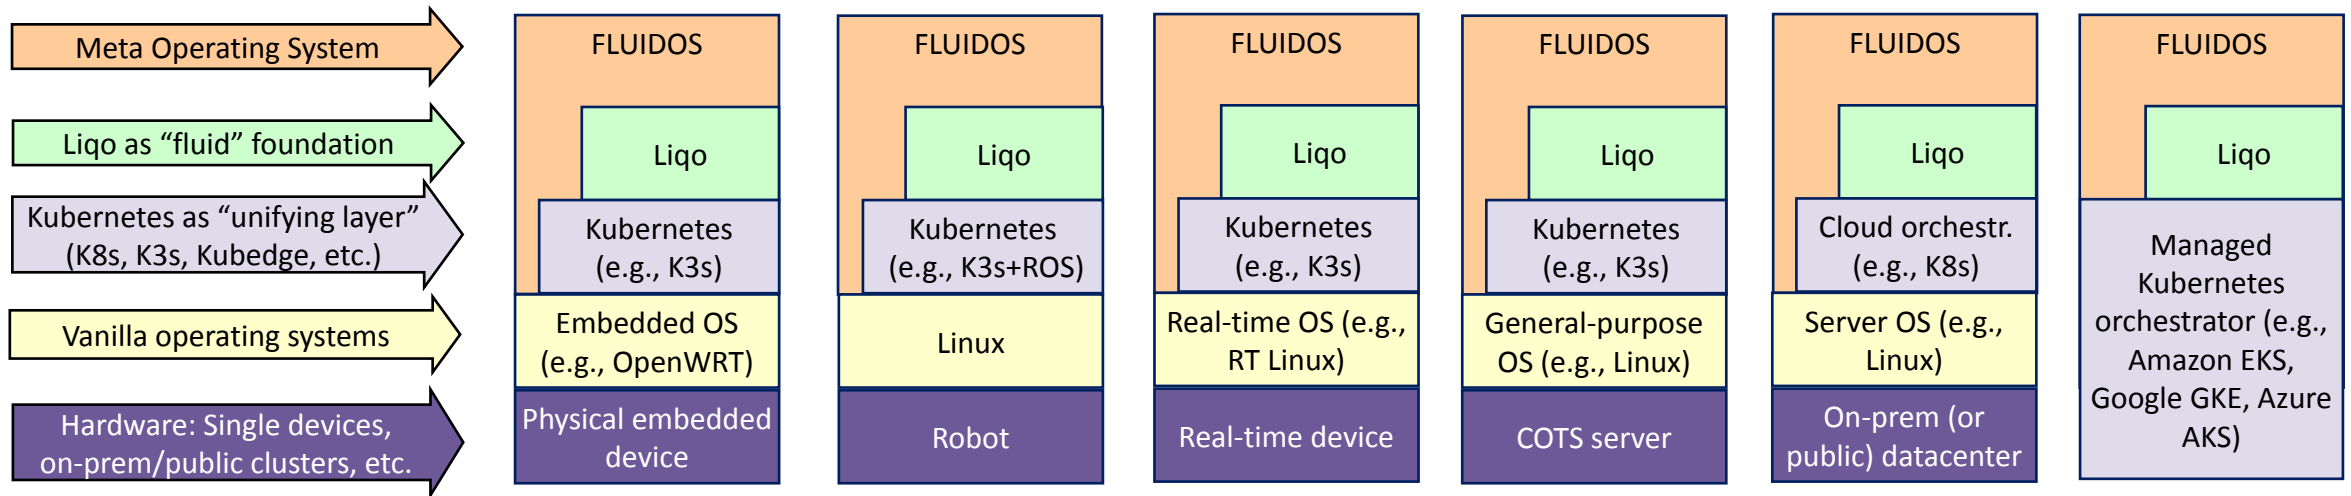 Meta Operating System
Liqo as “fluid” foundation
Kubernetes as “unifying layer”
(K8s, K3s, Kubedge, etc.)
Vanilla operating systems
Hardware: Single devices,
on-prem/public clusters, etc.
FLUIDOS
Liqo
Kubernetes
(e.g., K3s)
Embedded OS
(e.g., OpenWRT)
Physical embedded
device
FLUIDOS
Liqo
Kubernetes
(e.g., K3s+ROS)
Linux
Robot
FLUIDOS
Liqo
Kubernetes
(e.g., K3s)
Real-time OS (e.g.,
RT Linux)
Real-time device
FLUIDOS
Liqo
Kubernetes
(e.g., K3s)
General-purpose
OS (e.g., Linux)
COTS server
FLUIDOS
Liqo
Cloud orchestr.
(e.g., K8s)
Server OS (e.g.,
Linux)
On-prem (or
public) datacenter
FLUIDOS
Liqo
Managed
Kubernetes
orchestrator (e.g.,
Amazon EKS,
Google GKE, Azure
AKS)